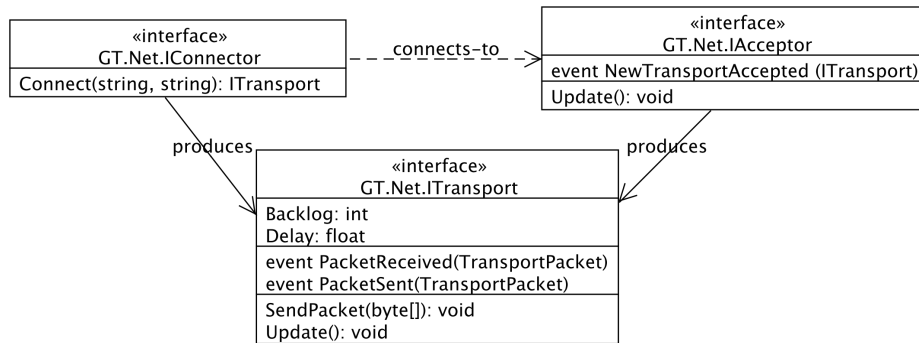 «interface»
GT.Net.IConnector
Connect(string, string): ITransport
connects-to
«interface»
GT.Net.IAcceptor
event NewTransportAccepted (ITransport)
Update(): void
produces
produces
«interface»
GT.Net.ITransport
Backlog: int
Delay: float
event PacketReceived(TransportPacket)
event PacketSent(TransportPacket)
SendPacket(byte[]): void
Update(): void